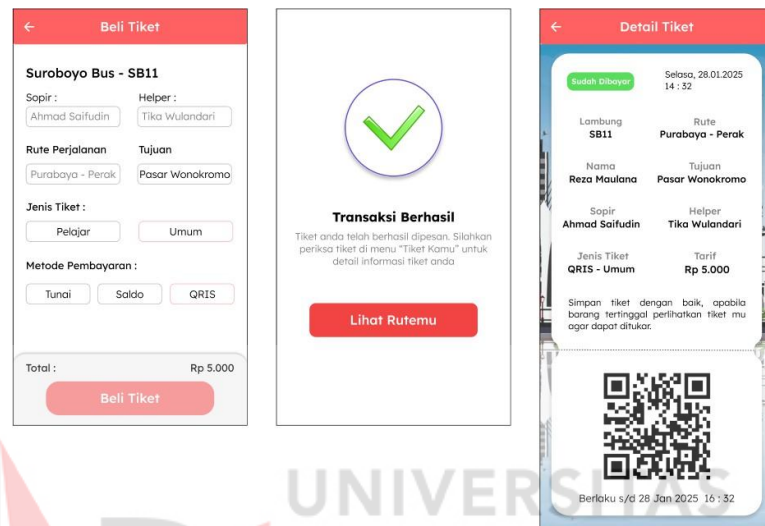 Beli Tiket
Suroboyo Bus - SB11
Sopir :
Helper :
Ahmad Saifudin
Tika Wulandari
Rute Perjalanan
Tujuan
Purabaya - Perak
Pasar Wonokromo
Jenis Tiket :
Pelajar
Umum
Metode Pembayaran :
Tunai
Saldo
QRIS
Total :
Rp 5.000
Beli Tiket
Transaksi Berhasil
Tiket anda telah berhasil dipesan. Silahkan
periksa tiket di menu "Tiket Kamu" untuk
detail informasi tiket anda
Lihat Rutemu
Detail Tiket
Sudah Dibayar
Selasa, 28.01.2025
14 : 32
Lambung
Rute
SB11
Purabaya - Perak
Nama
Tujuan
Reza Maulana
Pasar Wonokromo
Sopir
Helper
Ahmad Saifudin
Tika Wulandari
Jenis Tiket
Tarif
QRIS - Umum
Rp 5.000
Simpan tiket dengan baik, apabila
barang tertinggal perlihatkan tiket mu
agar dapat ditukar.
Berlaku s/d 28 Jan 2025 16 : 32
UNIVERSITAS